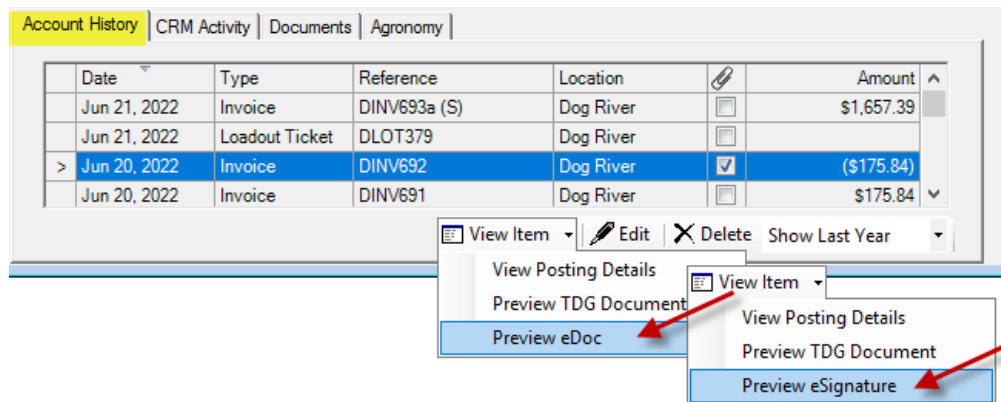 Account History CRM Activity Documents Agronomy
Date Type Reference Location Amount
Jun 21, 2022 Invoice DINV693a (S) Dog River $1,657.39
Jun 21, 2022 Loadout Ticket DLOT379 Dog River
> Jun 20, 2022 Invoice DINV692 Dog River ($175.84)
Jun 20, 2022 Invoice DINV691 Dog River $175.84
View Item Edit Delete Show Last Year
View Posting Details
Preview TDG Document
Preview eDoc
View Item
View Posting Details
Preview TDG Document
Preview eSignature